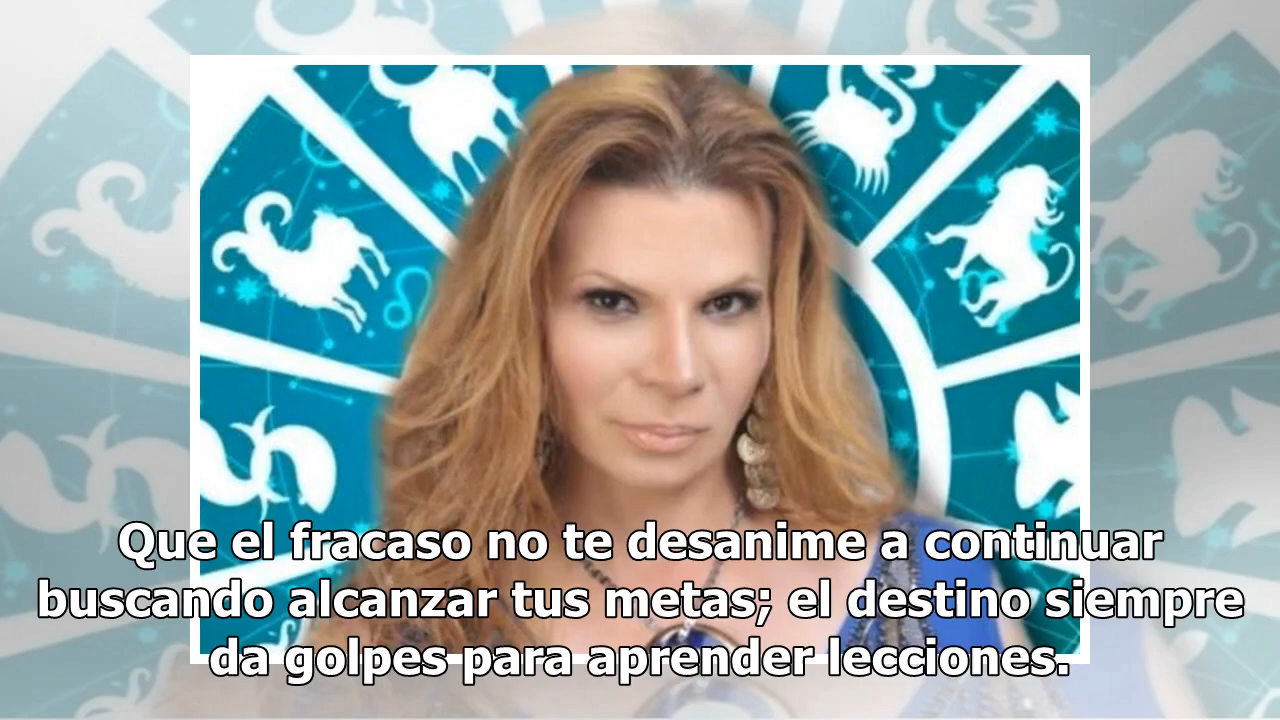 Que el fracaso no te desanime a continuar
buscando alcanzar tus metas; el destino siempre
da golpes para aprender lecciones.